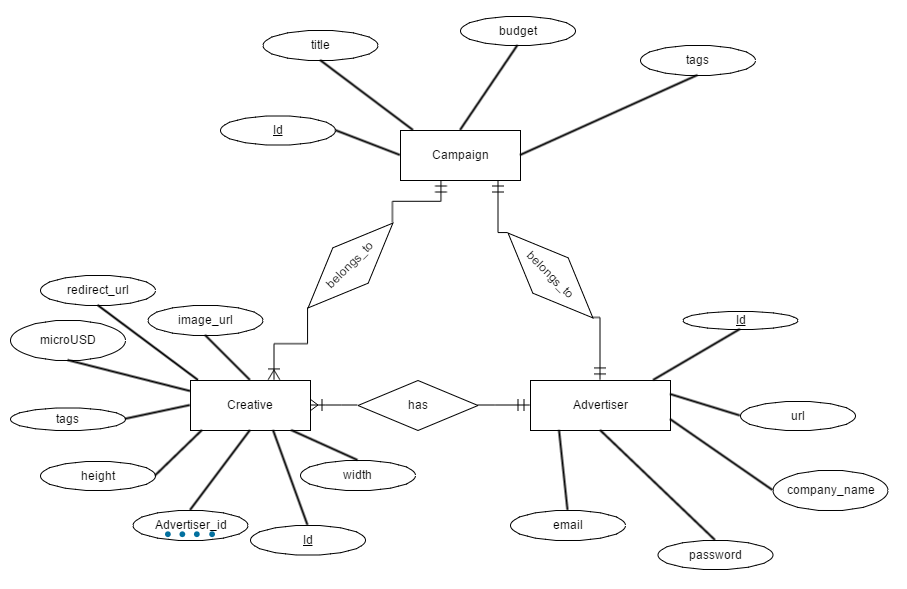 budget
title
tags
Id
Campaign
belongs_to
belongs_to
redirect_url
image_url
Id
microUSD
Creative
has
Advertiser
url
tags
height
width
company_name
Advertiser_id
email
Id
password